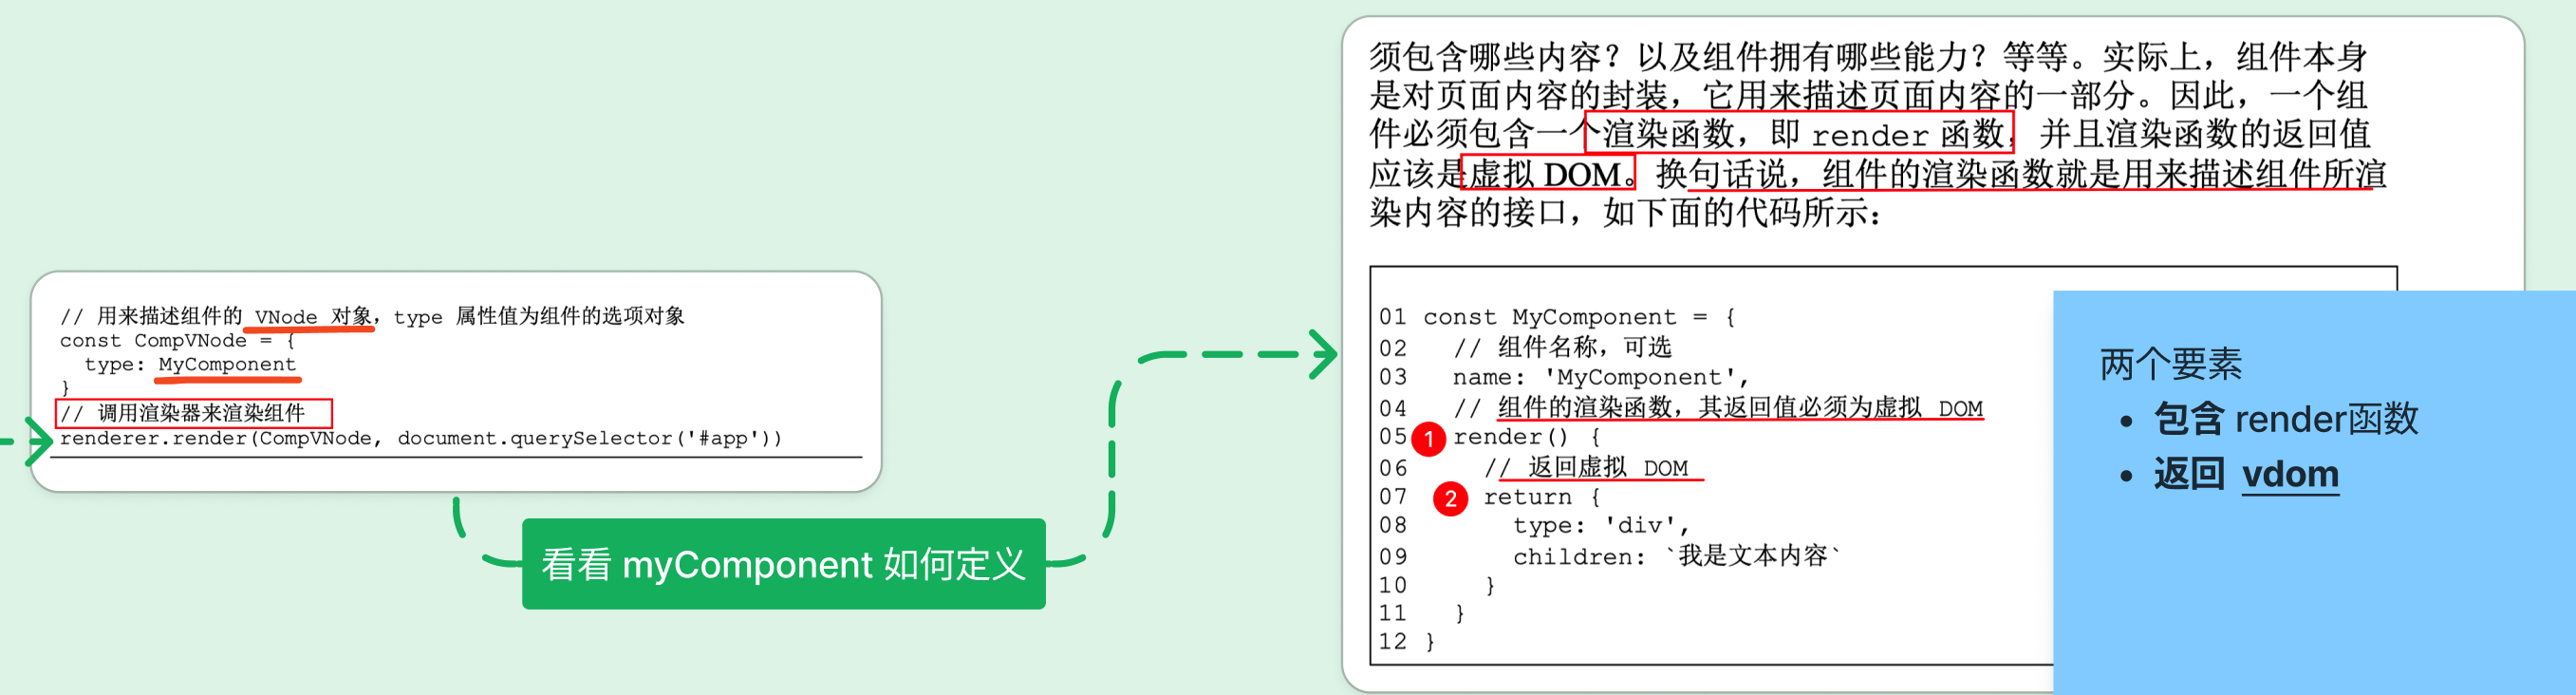 // 用来描述组件的 VNode 对象，type 属性值为组件的选项对象
const CompVNode = {
  type: MyComponent
}
// 调用渲染器来渲染组件
renderer.render(CompVNode, document.querySelector('#app'))
看看 myComponent 如何定义
须包含哪些内容？以及组件拥有哪些能力？等等。实际上，组件本身
是对页面内容的封装，它用来描述页面内容的一部分。因此，一个组
件必须包含一个渲染函数，即 render 函数，并且渲染函数的返回值
应该是虚拟 DOM。换句话说，组件的渲染函数就是用来描述组件所渲
染内容的接口，如下面的代码所示：
01 const MyComponent = {
02   // 组件名称，可选
03   name: 'MyComponent',
04   // 组件的渲染函数，其返回值必须为虚拟 DOM
05 1 render() {
06     // 返回虚拟 DOM
07 2   return {
08       type: 'div',
09       children: `我是文本内容`
10     }
11   }
12 }
两个要素
• 包含 render函数
• 返回 vdom